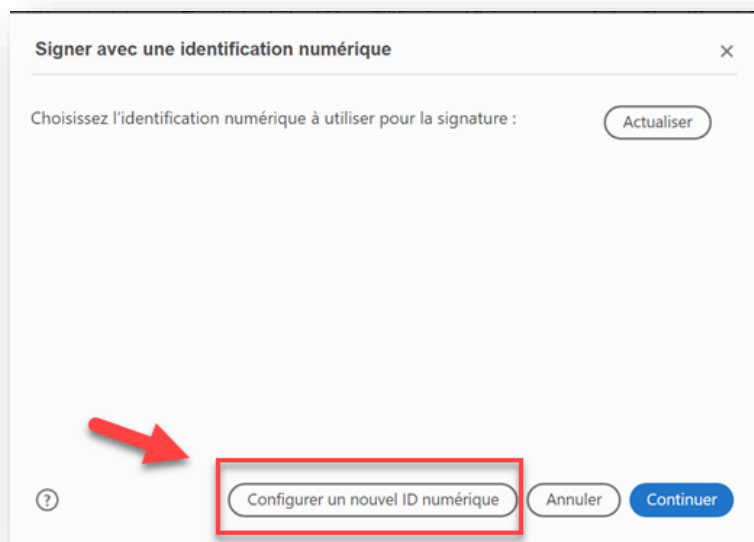 Signer avec une identification numérique
Choisissez l'identification numérique à utiliser pour la signature :
Actualiser
?
Configurer un nouvel ID numérique
Annuler
Continuer